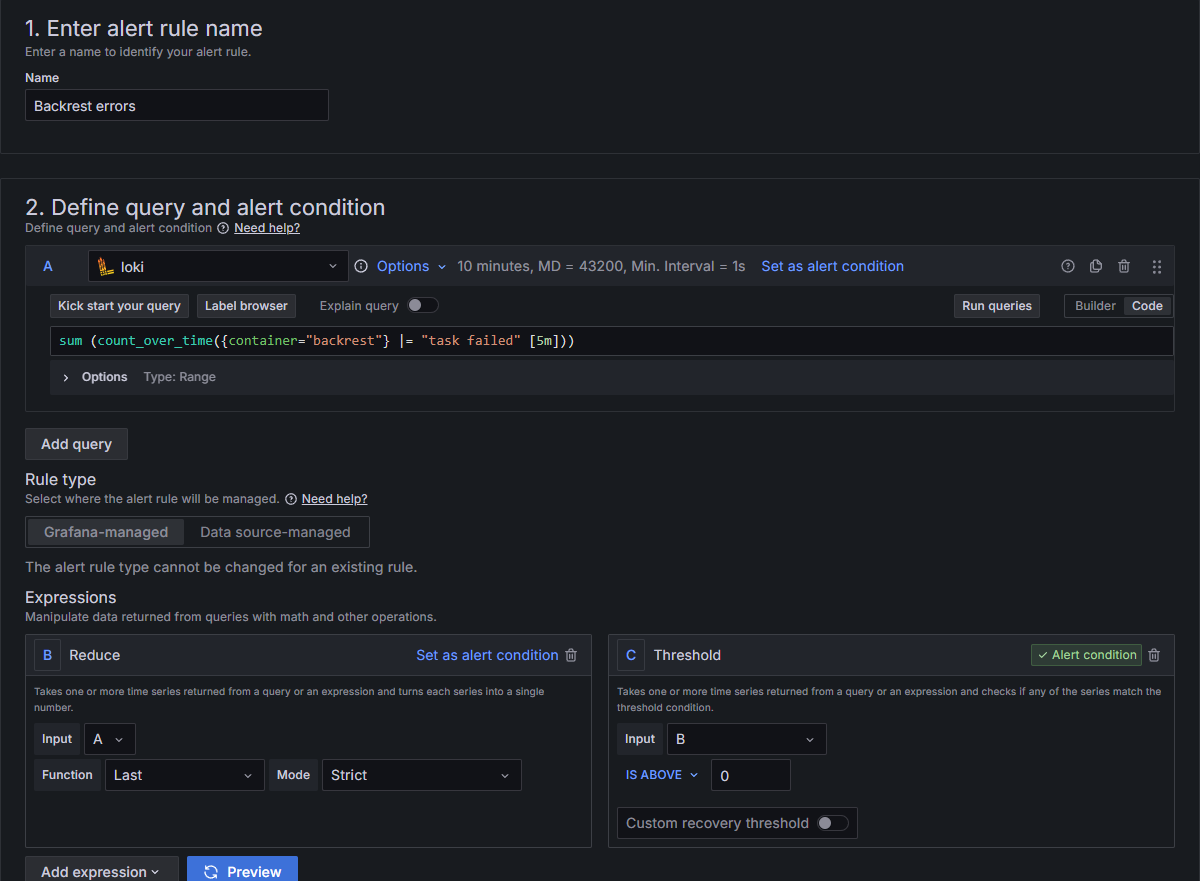 1. Enter alert rule name
Enter a name to identify your alert rule.
Name
Backrest errors
2. Define query and alert condition
Define query and alert condition Need help?
A loki Options 10 minutes, MD = 43200, Min. Interval = 1s Set as alert condition
Kick start your query Label browser Explain query Run queries Builder Code
sum (count_over_time({container="backrest"} |= "task failed" [5m]))
Options Type: Range
Add query
Rule type
Select where the alert rule will be managed. Need help?
Grafana-managed Data source-managed
The alert rule type cannot be changed for an existing rule.
Expressions
Manipulate data returned from queries with math and other operations.
B Reduce Set as alert condition
Takes one or more time series returned from a query or an expression and turns each series into a single
number.
Input A
Function Last Mode Strict
C Threshold Alert condition
Takes one or more time series returned from a query or an expression and checks if any of the series match the
threshold condition.
Input B
IS ABOVE 0
Custom recovery threshold
Add expression Preview